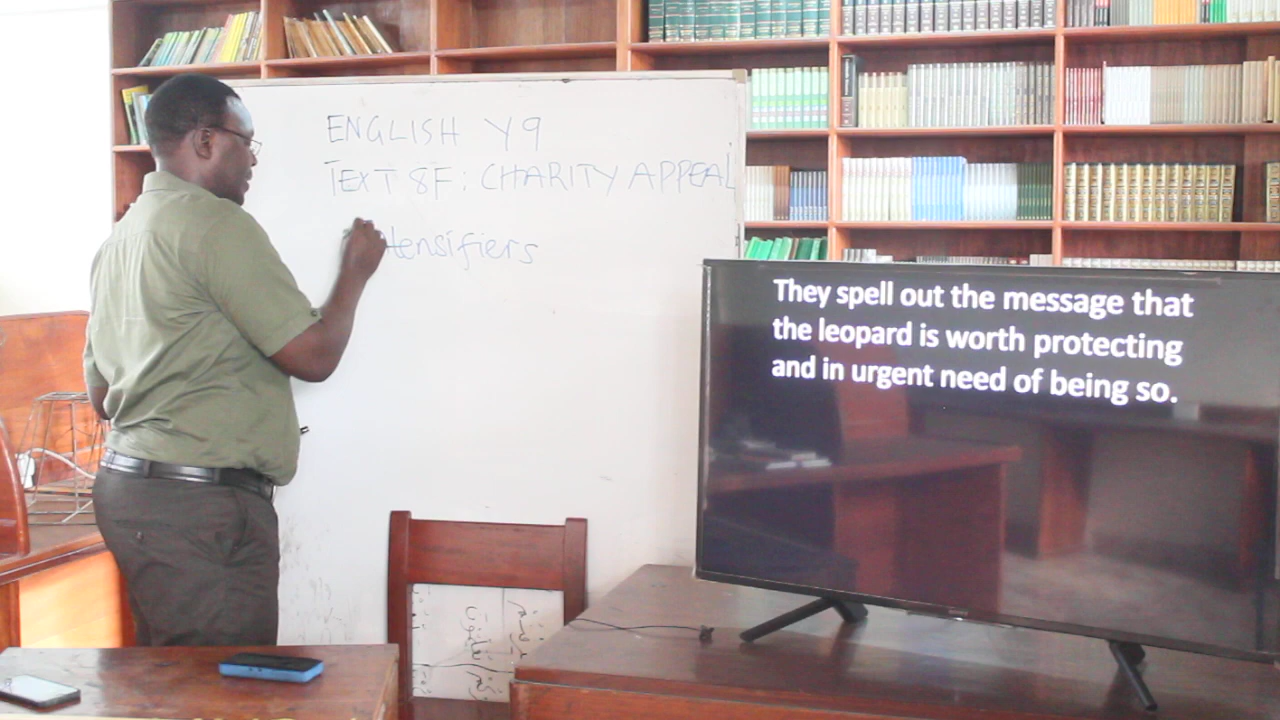 ENGLISH Y9
TEXT 8F: CHARITY APPEAL
They spell out the message that
the leopard is worth protecting
and in urgent need of being so.